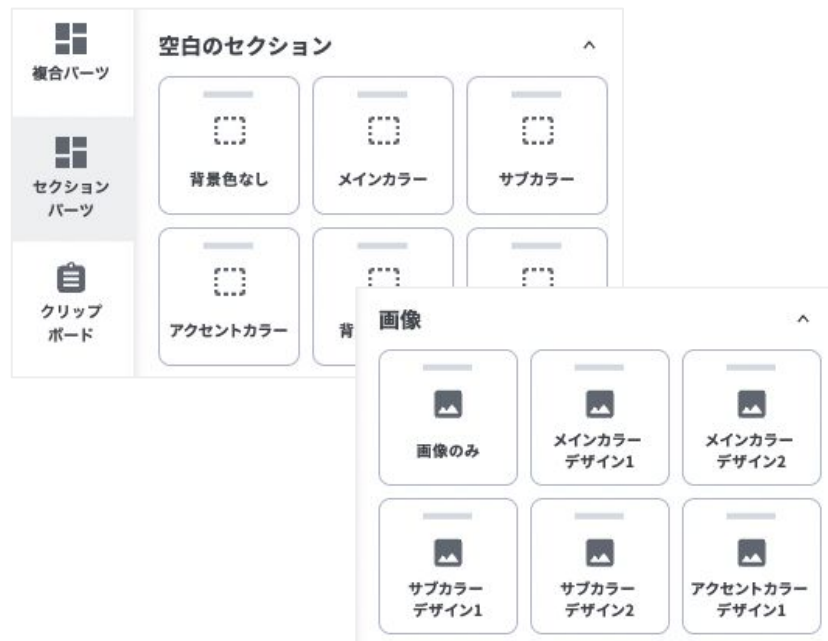 複合パーツ
セクション
パーツ
クリップ
ボード
空白のセクション
背景色なし
メインカラー
サブカラー
アクセントカラー
背
画像
画像のみ
メインカラー
デザイン1
メインカラー
デザイン2
サブカラー
デザイン1
サブカラー
デザイン2
アクセントカラー
デザイン1